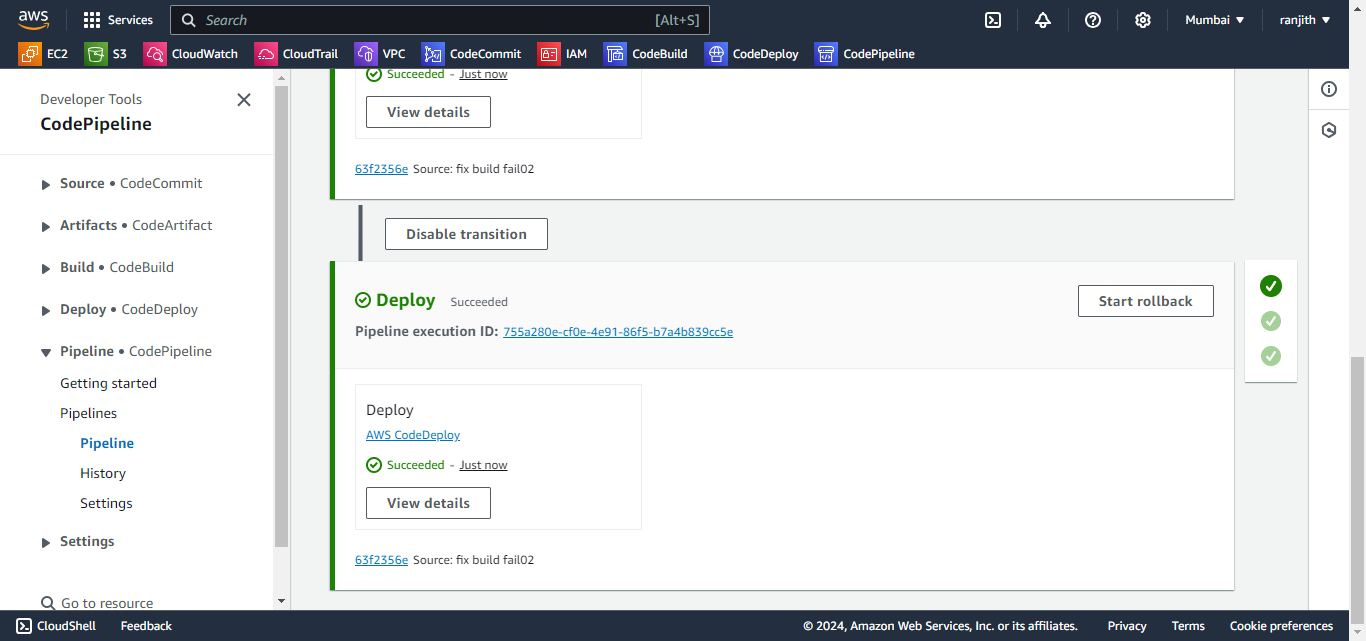 aws Services Search [Alt+S] Mumbai ▼ ranjith ▼
EC2 S3 CloudWatch CloudTrail VPC CodeCommit IAM CodeBuild CodeDeploy CodePipeline
Developer Tools
CodePipeline
Source • CodeCommit
Artifacts • CodeArtifact
Build • CodeBuild
Deploy • CodeDeploy
Pipeline • CodePipeline
Getting started
Pipelines
Pipeline
History
Settings
Settings
Go to resource
Succeeded - Just now
View details
63f2356e Source: fix build fail02
Disable transition
Deploy Succeeded
Start rollback
Pipeline execution ID: 755a280e-cf0e-4e91-86f5-b7a4b839cc5e
Deploy
AWS CodeDeploy
Succeeded - Just now
View details
63f2356e Source: fix build fail02
CloudShell Feedback © 2024, Amazon Web Services, Inc. or its affiliates. Privacy Terms Cookie preferences